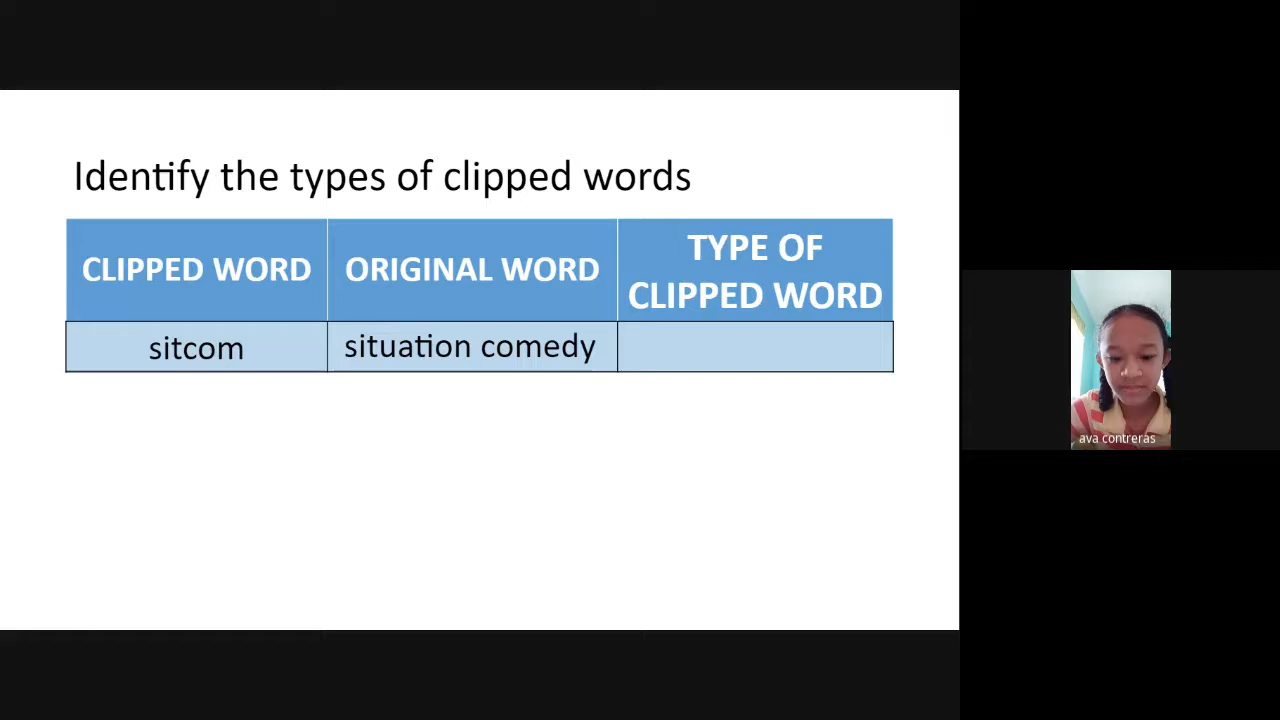 Identify the types of clipped words
CLIPPED WORD
ORIGINAL WORD
TYPE OF
CLIPPED WORD
sitcom
situation comedy
ava contreras